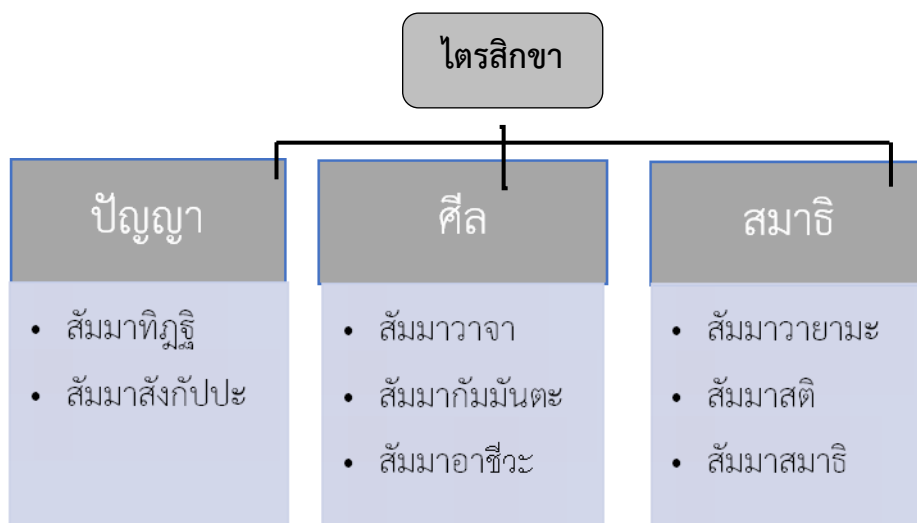 ไตรสิกขา
ปัญญา
• สัมมาทิฏฐิ
• สัมมาสังกัปปะ
ศีล
• สัมมาวาจา
• สัมมากัมมันตะ
• สัมมาอาชีวะ
สมาธิ
• สัมมาวายามะ
• สัมมาสติ
• สัมมาสมาธิ